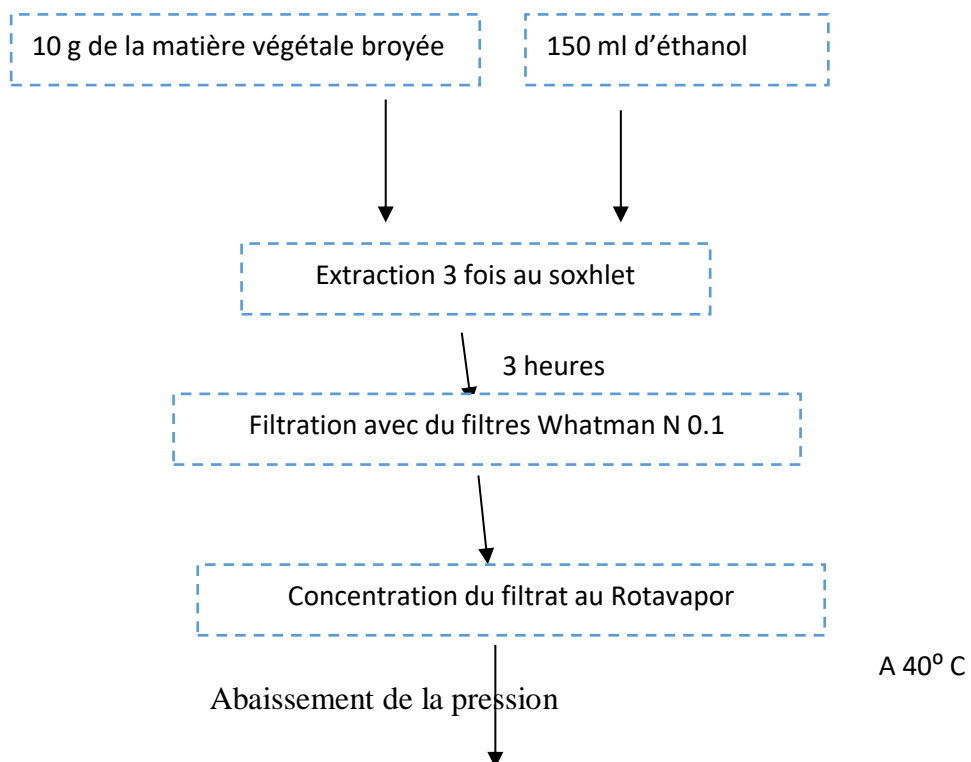 10 g de la matière végétale broyée
150 ml d’éthanol
Extraction 3 fois au soxhlet
3 heures
Filtration avec du filtres Whatman N 0.1
Concentration du filtrat au Rotavapor
A 40⁰ C
Abaissement de la pression